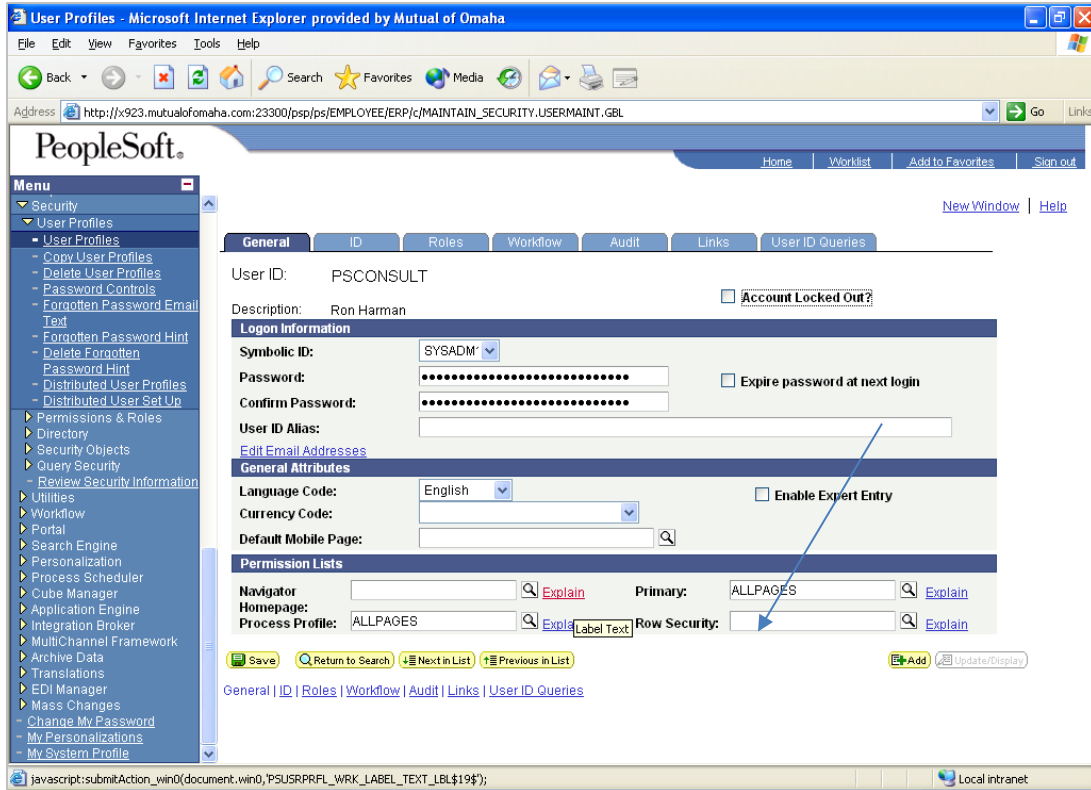 User Profiles - Microsoft Internet Explorer provided by Mutual of Omaha
File Edit View Favorites Tools Help
Back Search Favorites Media
Address http://x923.mutualofomaha.com:23300/psp/ps/EMPLOYEE/ERP/c/MAINTAIN_SECURITY.USERMAINT.GBL Go Links
PeopleSoft.
Home Worklist Add to Favorites Sign out
Menu
Security
User Profiles
User Profiles
Copy User Profiles
Delete User Profiles
Password Controls
Forgotten Password Email
Text
Forgotten Password Hint
Delete Forgotten
Password Hint
Distributed User Profiles
Distributed User Set Up
Permissions & Roles
Directory
Security Objects
Query Security
Review Security Information
Utilities
Workflow
Portal
Search Engine
Personalization
Process Scheduler
Cube Manager
Application Engine
Integration Broker
MultiChannel Framework
Archive Data
Translations
EDI Manager
Mass Changes
Change My Password
My Personalizations
My System Profile
New Window | Help
General ID Roles Workflow Audit Links User ID Queries
User ID: PSCONSULT
Account Locked Out?
Description: Ron Harman
Logon Information
Symbolic ID: SYSADM1
Password: Expire password at next login
Confirm Password:
User ID Alias:
Edit Email Addresses
General Attributes
Language Code: English Enable Expert Entry
Currency Code:
Default Mobile Page:
Permission Lists
Navigator Explain Primary: ALLPAGES Explain
Homepage:
Process Profile: ALLPAGES Label Text Row Security: Explain
Save Return to Search Next in List Previous in List Add Update/Display
General | ID | Roles | Workflow | Audit | Links | User ID Queries
javascript:submitAction_win0(document.win0,'PSUSRPRFL_WRK_LABEL_TEXT_LBL$19$'); Local intranet